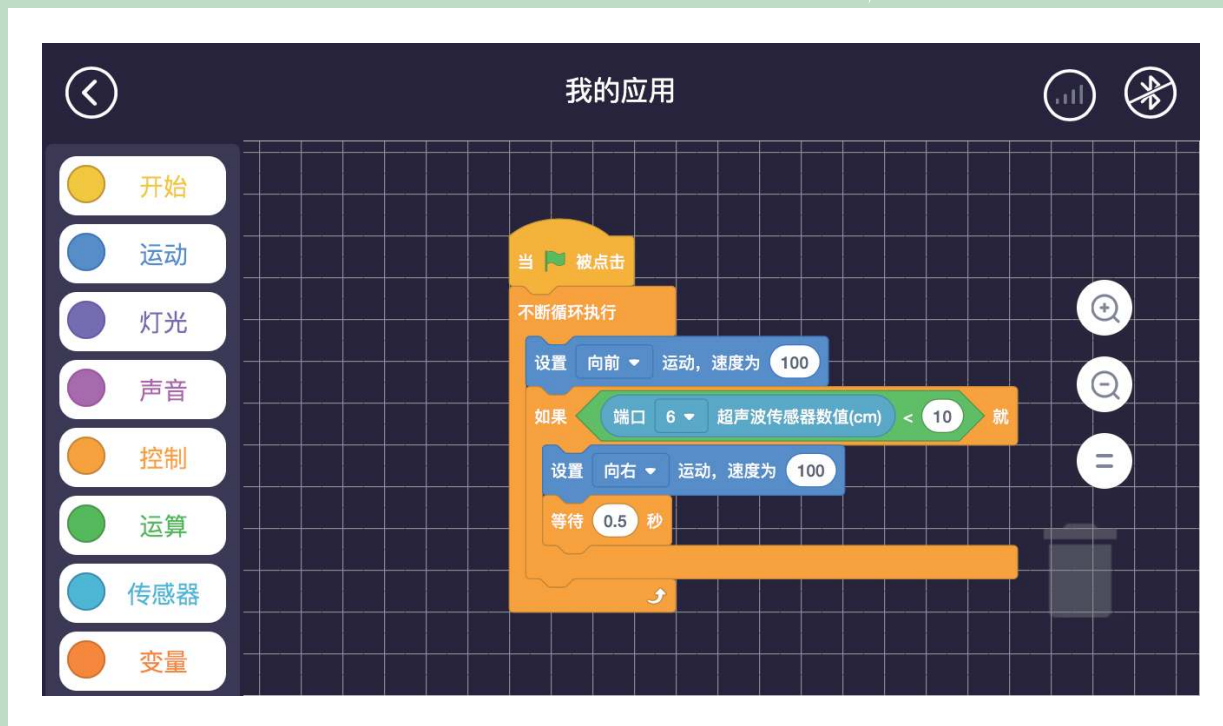 我的应用
开始
运动
灯光
声音
控制
运算
传感器
变量
当 被点击
不断循环执行
设置 向前 运动，速度为 100
如果 端口 6 超声波传感器数值(cm) < 10 就
设置 向右 运动，速度为 100
等待 0.5 秒